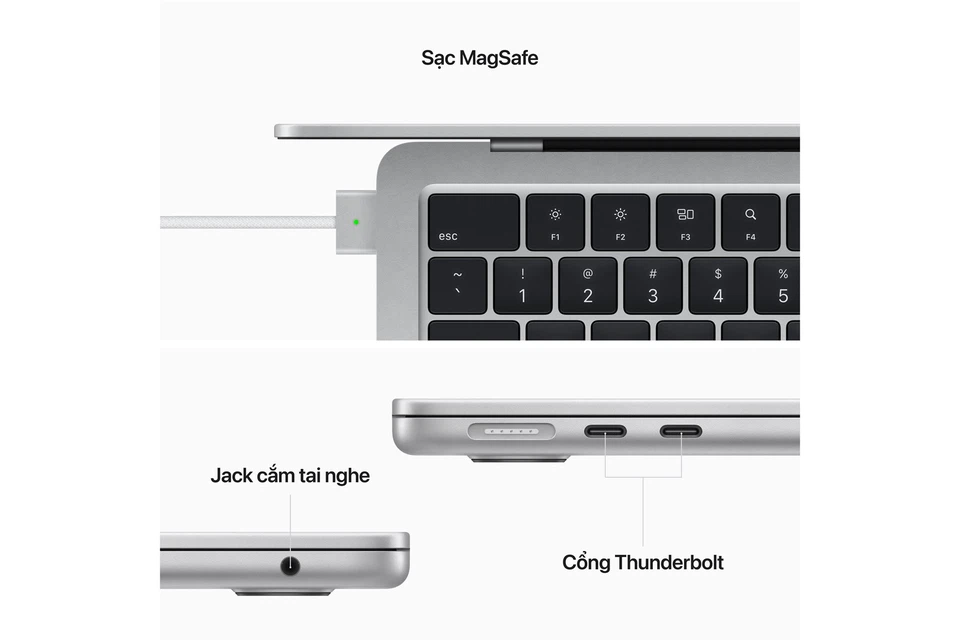 Sạc MagSafe
esc F1 F2 F3 F4
~ ! @ # $ %
` 1 2 3 4 5
Jack cắm tai nghe
Cổng Thunderbolt